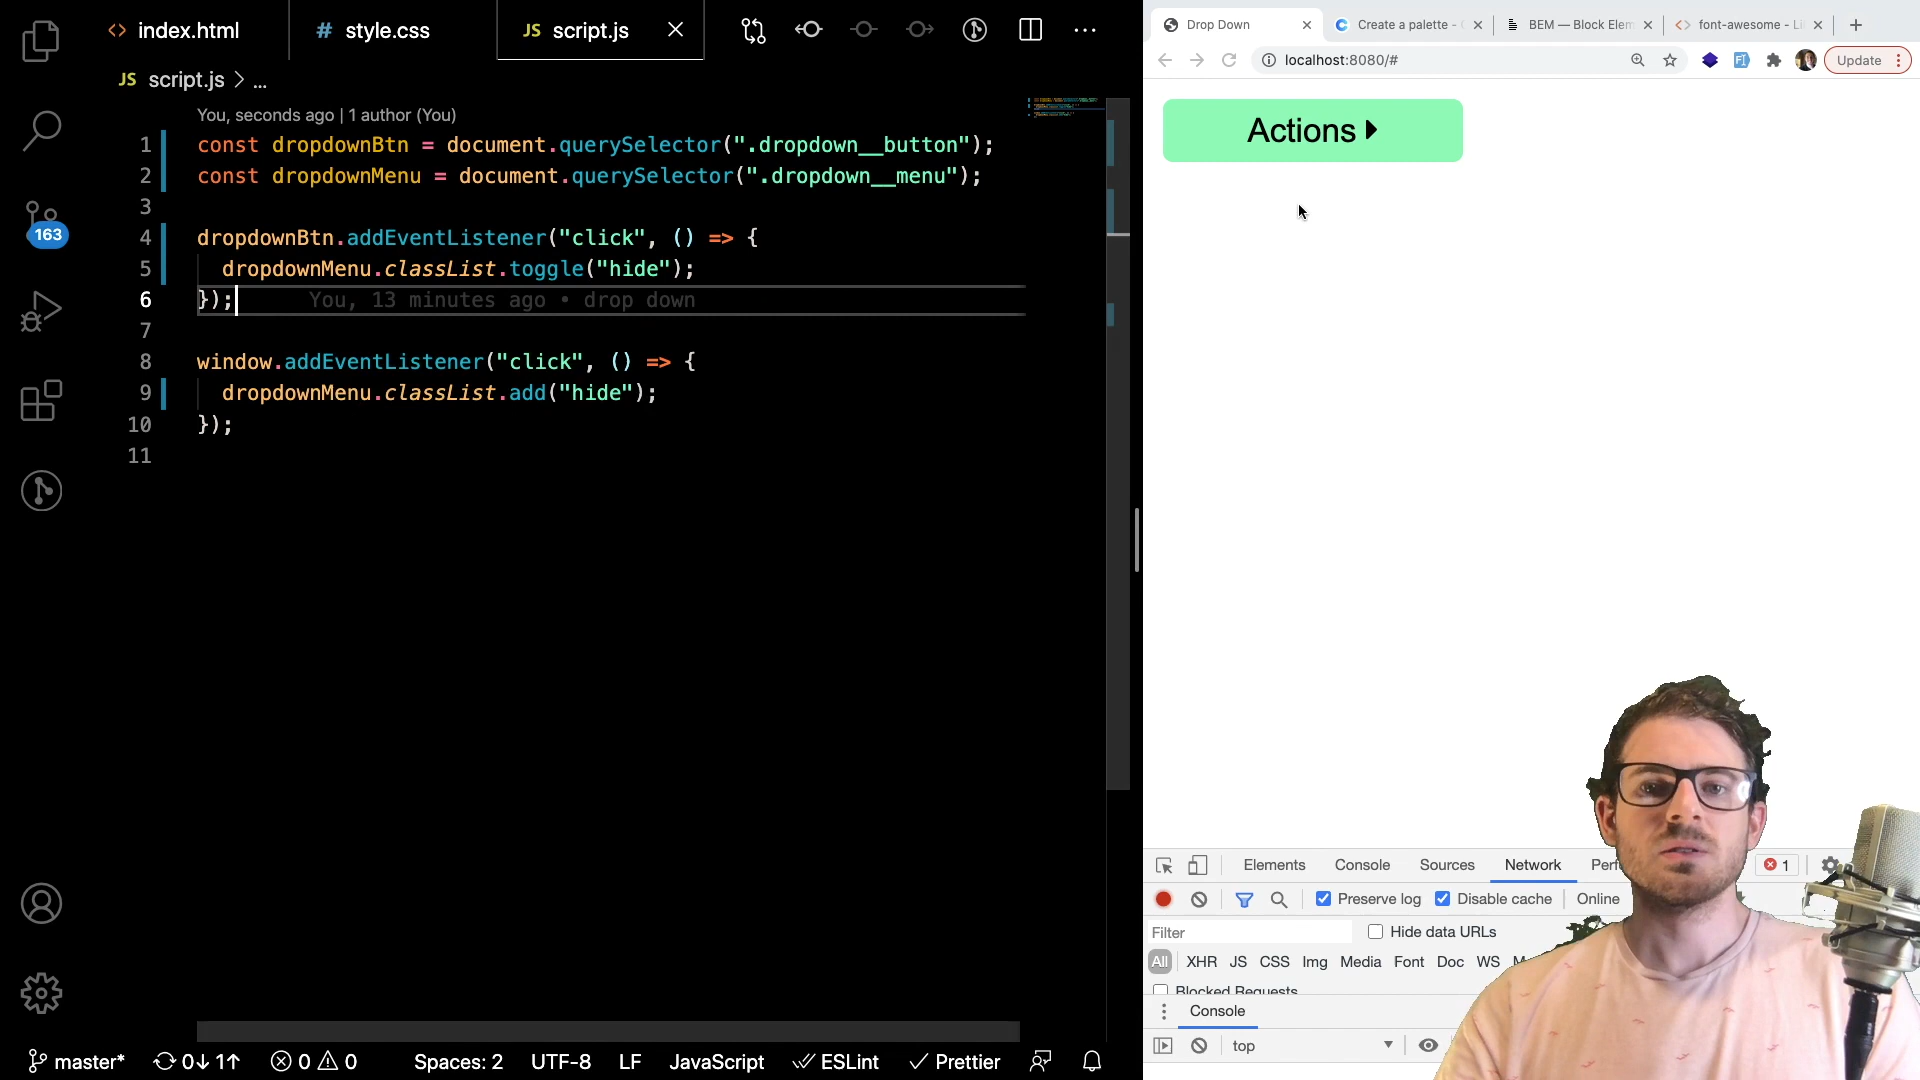 index.html
# style.css
JS script.js
JS script.js > ...
You, seconds ago | 1 author (You)
1 const dropdownBtn = document.querySelector(".dropdown__button");
2 const dropdownMenu = document.querySelector(".dropdown__menu");
3
4 dropdownBtn.addEventListener("click", () => {
5 dropdownMenu.classList.toggle("hide");
6 }); You, 13 minutes ago • drop down
7
8 window.addEventListener("click", () => {
9 dropdownMenu.classList.add("hide");
10 });
11
163
master* 0↓ 1↑ 0 0 Spaces: 2 UTF-8 LF JavaScript ESLint Prettier
Drop Down
Create a palette -
BEM — Block Elem
font-awesome - Li
localhost:8080/#
Update
Actions
Elements Console Sources Network Perf 1
Preserve log Disable cache Online
Filter Hide data URLs
All XHR JS CSS Img Media Font Doc WS
Blocked Requests
Console
top